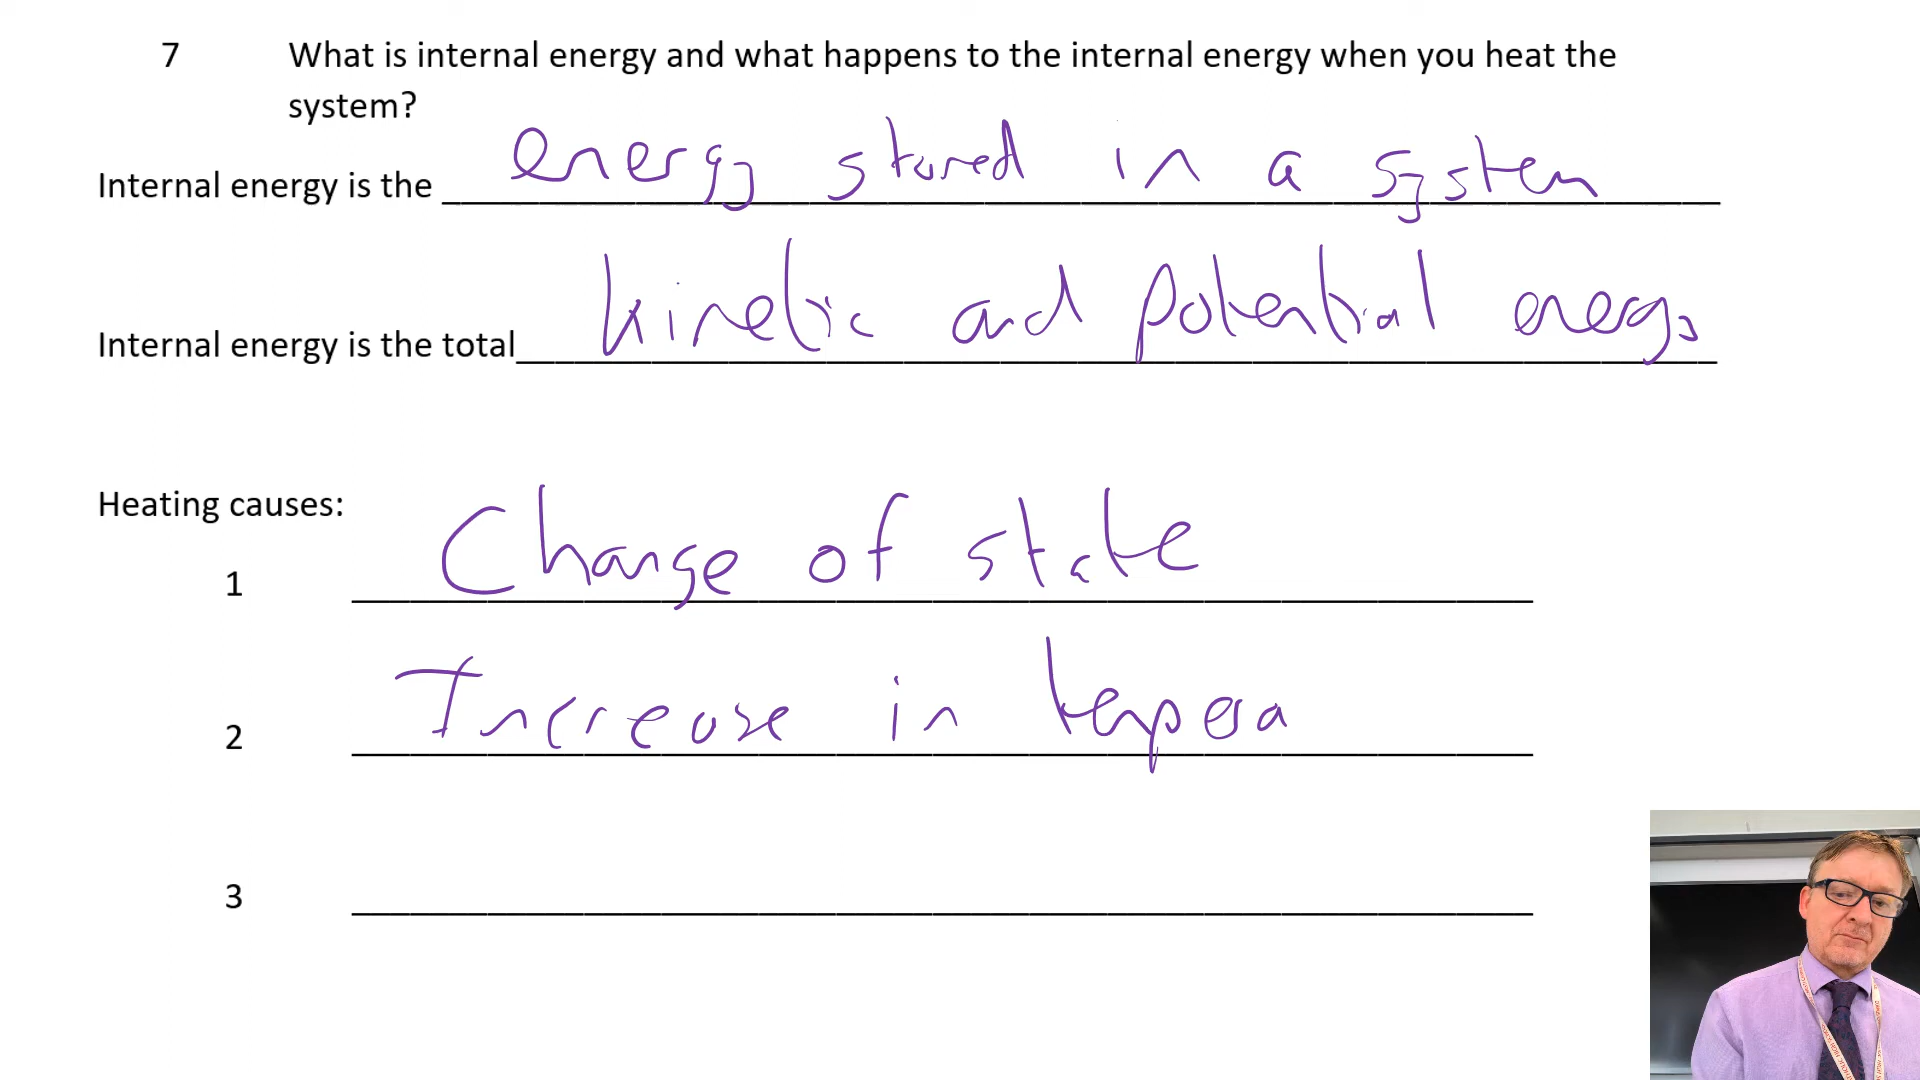 7 What is internal energy and what happens to the internal energy when you heat the
system?
Internal energy is the energy stored in a system
Internal energy is the total kinetic and potential energy
Heating causes:
1 Change of state
2 Increase in tempera
3